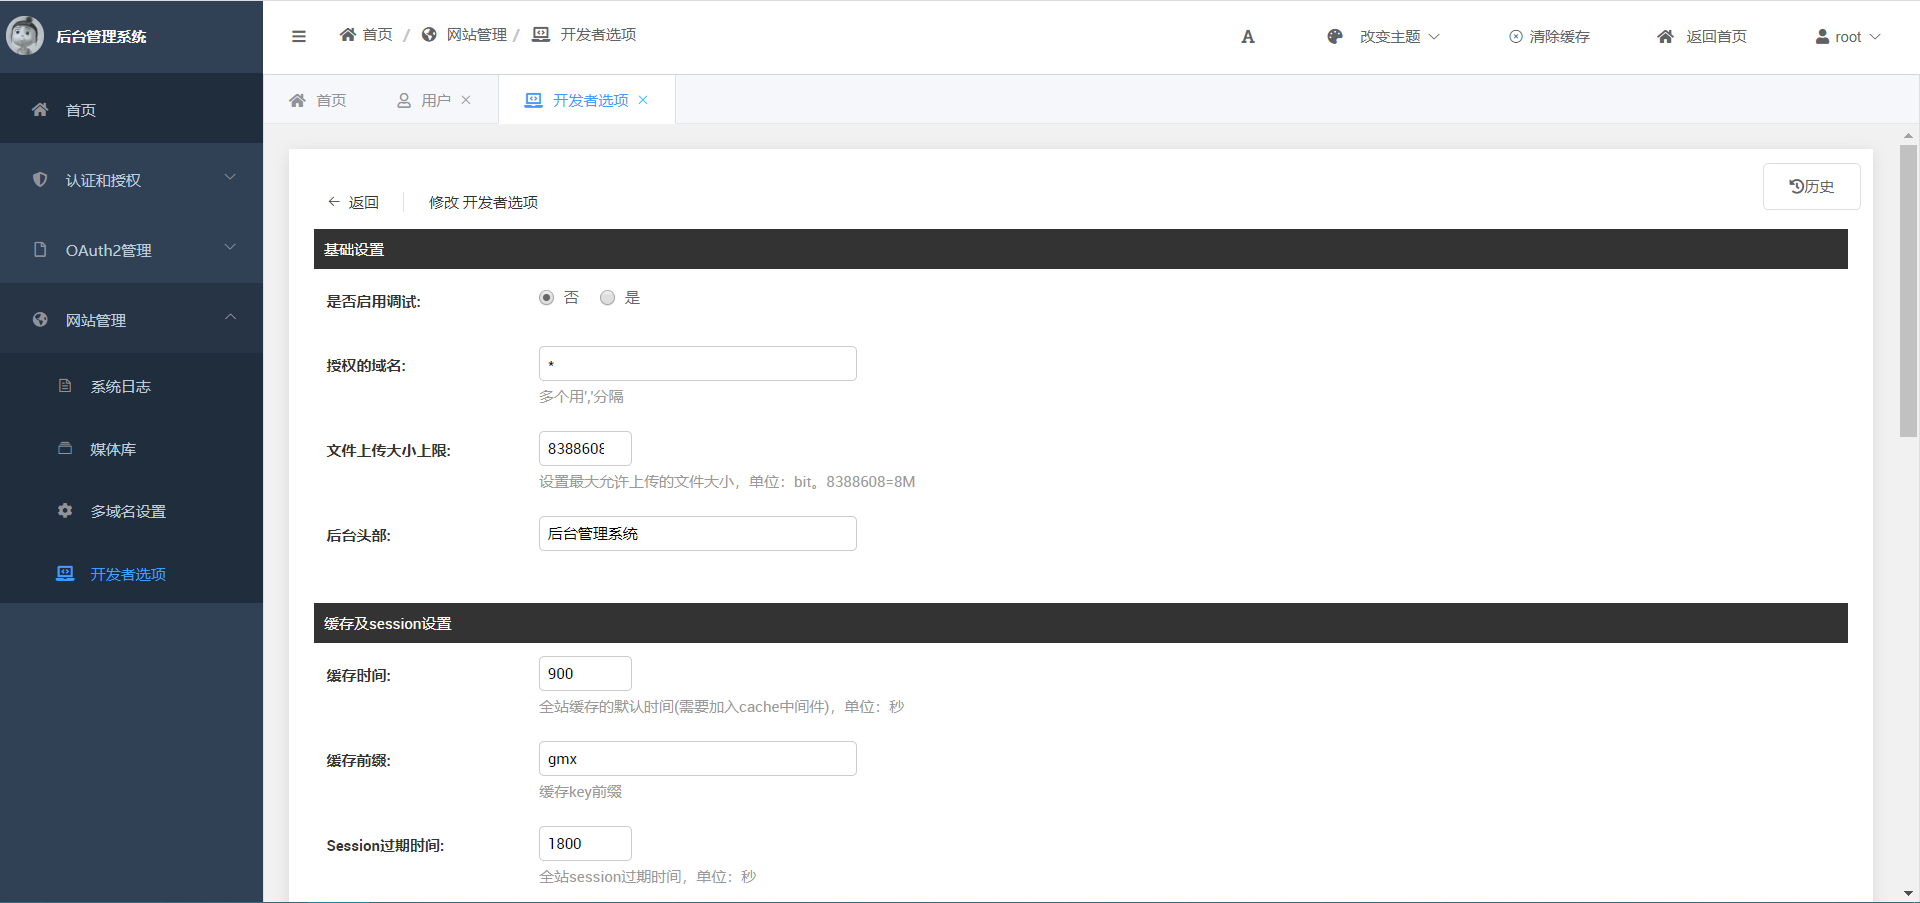 后台管理系统
首页 / 网站管理 / 开发者选项
A
改变主题
清除缓存
返回首页
root
首页
用户
开发者选项
首页
认证和授权
OAuth2管理
网站管理
系统日志
媒体库
多域名设置
开发者选项
返回
修改 开发者选项
历史
基础设置
是否启用调试:
否
是
授权的域名:
*
多个用','分隔
文件上传大小上限:
8388608
设置最大允许上传的文件大小，单位：bit。8388608=8M
后台头部:
后台管理系统
缓存及session设置
缓存时间:
900
全站缓存的默认时间(需要加入cache中间件)，单位：秒
缓存前缀:
gmx
缓存key前缀
Session过期时间:
1800
全站session过期时间，单位：秒